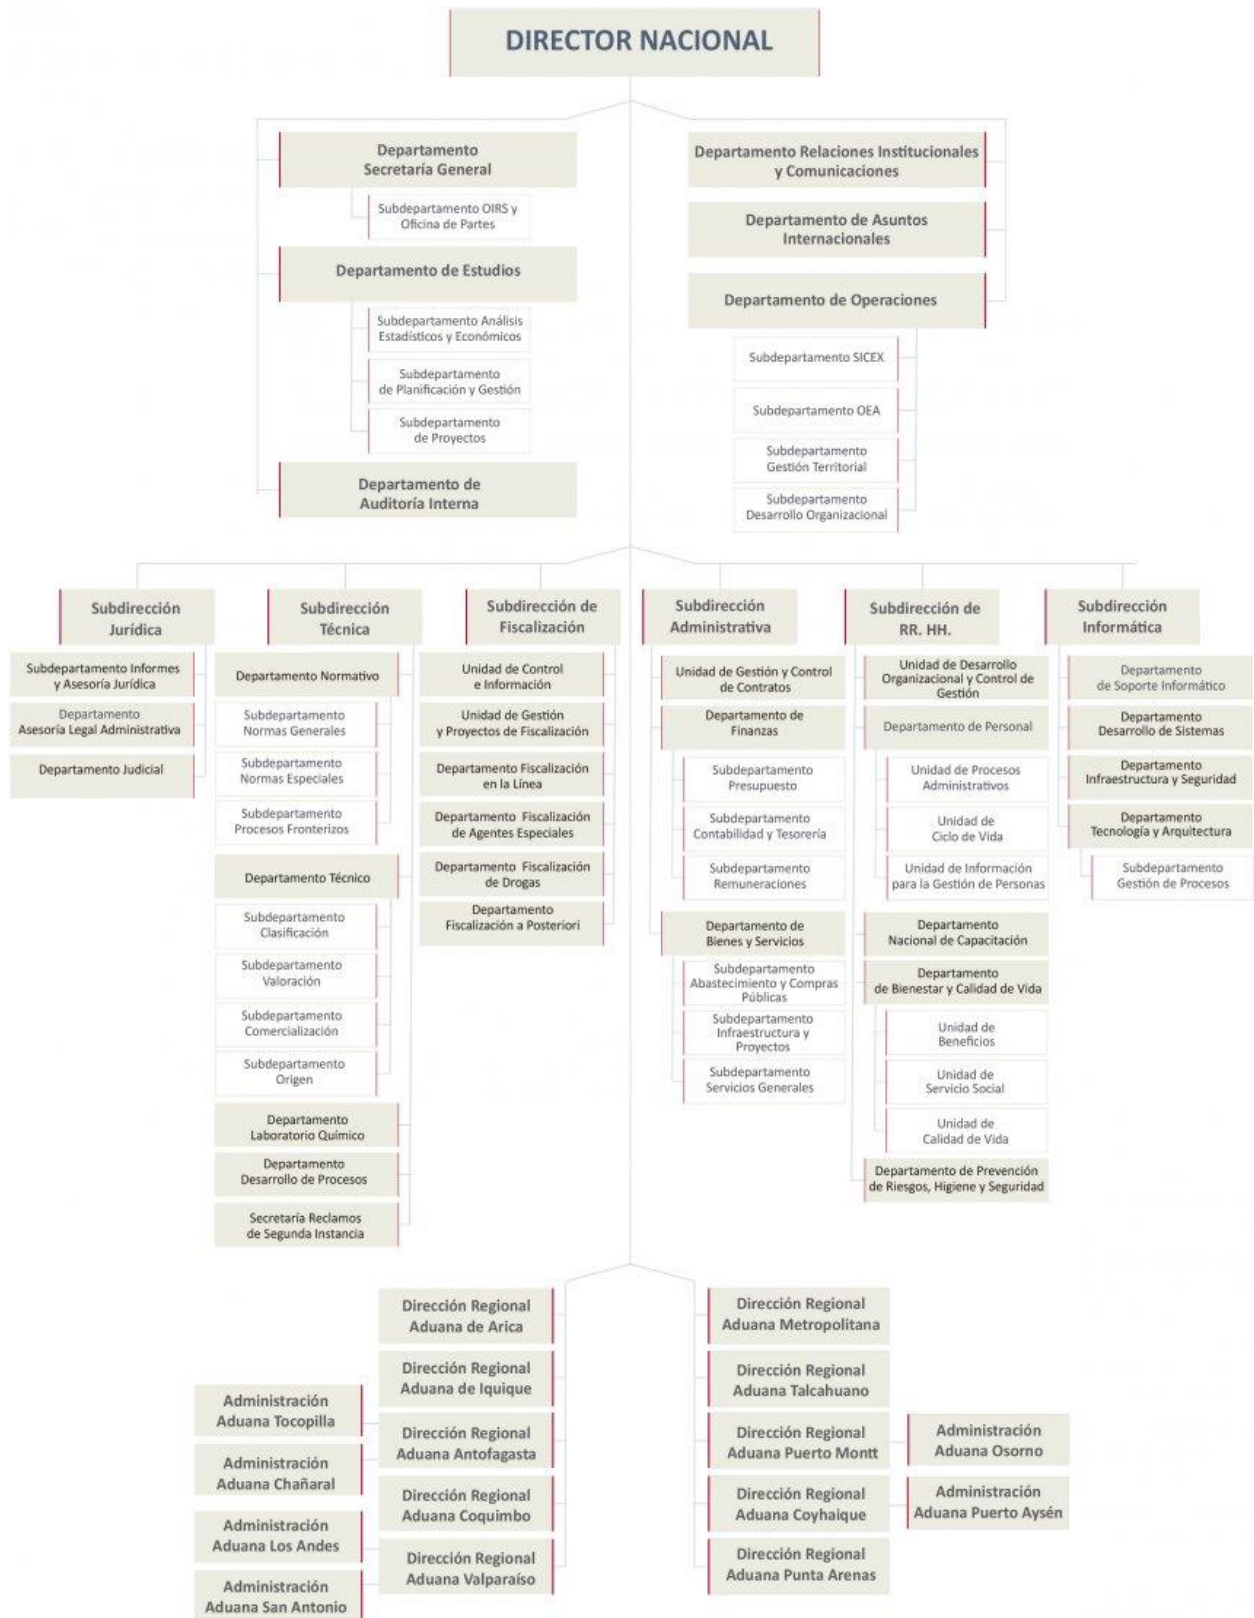 DIRECTOR NACIONAL
Departamento
Secretaría General
Subdepartamento OIRS y
Oficina de Partes
Departamento de Estudios
Subdepartamento Análisis
Estadísticos y Económicos
Subdepartamento
de Planificación y Gestión
Subdepartamento
de Proyectos
Departamento de
Auditoría Interna
Departamento Relaciones Institucionales
y Comunicaciones
Departamento de Asuntos
Internacionales
Departamento de Operaciones
Subdepartamento SICEX
Subdepartamento OEA
Subdepartamento
Gestión Territorial
Subdepartamento
Desarrollo Organizacional
Subdirección
Jurídica
Subdepartamento Informes
y Asesoría Jurídica
Departamento
Asesoría Legal Administrativa
Departamento Judicial
Subdirección
Técnica
Departamento Normativo
Subdepartamento
Normas Generales
Subdepartamento
Normas Especiales
Subdepartamento
Procesos Fronterizos
Departamento Técnico
Subdepartamento
Clasificación
Subdepartamento
Valoración
Subdepartamento
Comercialización
Subdepartamento
Origen
Departamento
Laboratorio Químico
Departamento
Desarrollo de Procesos
Secretaría Reclamos
de Segunda Instancia
Subdirección de
Fiscalización
Unidad de Control
e Información
Unidad de Gestión
y Proyectos de Fiscalización
Departamento Fiscalización
en la Línea
Departamento Fiscalización
de Agentes Especiales
Departamento Fiscalización
de Drogas
Departamento
Fiscalización a Posteriori
Subdirección
Administrativa
Unidad de Gestión y Control
de Contratos
Departamento de
Finanzas
Subdepartamento
Presupuesto
Subdepartamento
Contabilidad y Tesorería
Subdepartamento
Remuneraciones
Departamento de
Bienes y Servicios
Subdepartamento
Abastecimiento y Compras
Públicas
Subdepartamento
Infraestructura y
Proyectos
Subdepartamento
Servicios Generales
Subdirección de
RR. HH.
Unidad de Desarrollo
Organizacional y Control de
Gestión
Departamento de Personal
Unidad de Procesos
Administrativos
Unidad de
Ciclo de Vida
Unidad de Información
para la Gestión de Personas
Departamento
Nacional de Capacitación
Departamento
de Bienestar y Calidad de Vida
Unidad de
Beneficios
Unidad de
Servicio Social
Unidad de
Calidad de Vida
Departamento de Prevención
de Riesgos, Higiene y Seguridad
Subdirección
Informática
Departamento
de Soporte Informático
Departamento
Desarrollo de Sistemas
Departamento
Infraestructura y Seguridad
Departamento
Tecnología y Arquitectura
Subdepartamento
Gestión de Procesos
Dirección Regional
Aduana de Arica
Dirección Regional
Aduana de Iquique
Administración
Aduana Tocopilla
Dirección Regional
Aduana Antofagasta
Administración
Aduana Chañaral
Dirección Regional
Aduana Coquimbo
Administración
Aduana Los Andes
Dirección Regional
Aduana Valparaíso
Administración
Aduana San Antonio
Dirección Regional
Aduana Metropolitana
Dirección Regional
Aduana Talcahuano
Dirección Regional
Aduana Puerto Montt
Administración
Aduana Osorno
Dirección Regional
Aduana Coyhaique
Administración
Aduana Puerto Aysén
Dirección Regional
Aduana Punta Arenas